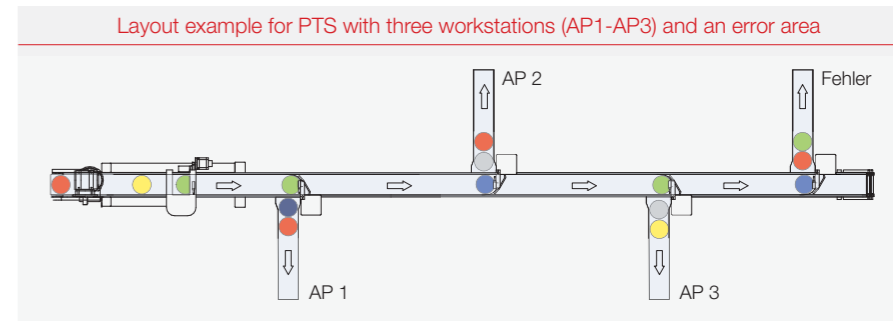 Layout example for PTS with three workstations (AP1-AP3) and an error area
AP 2
Fehler
AP 1
AP 3